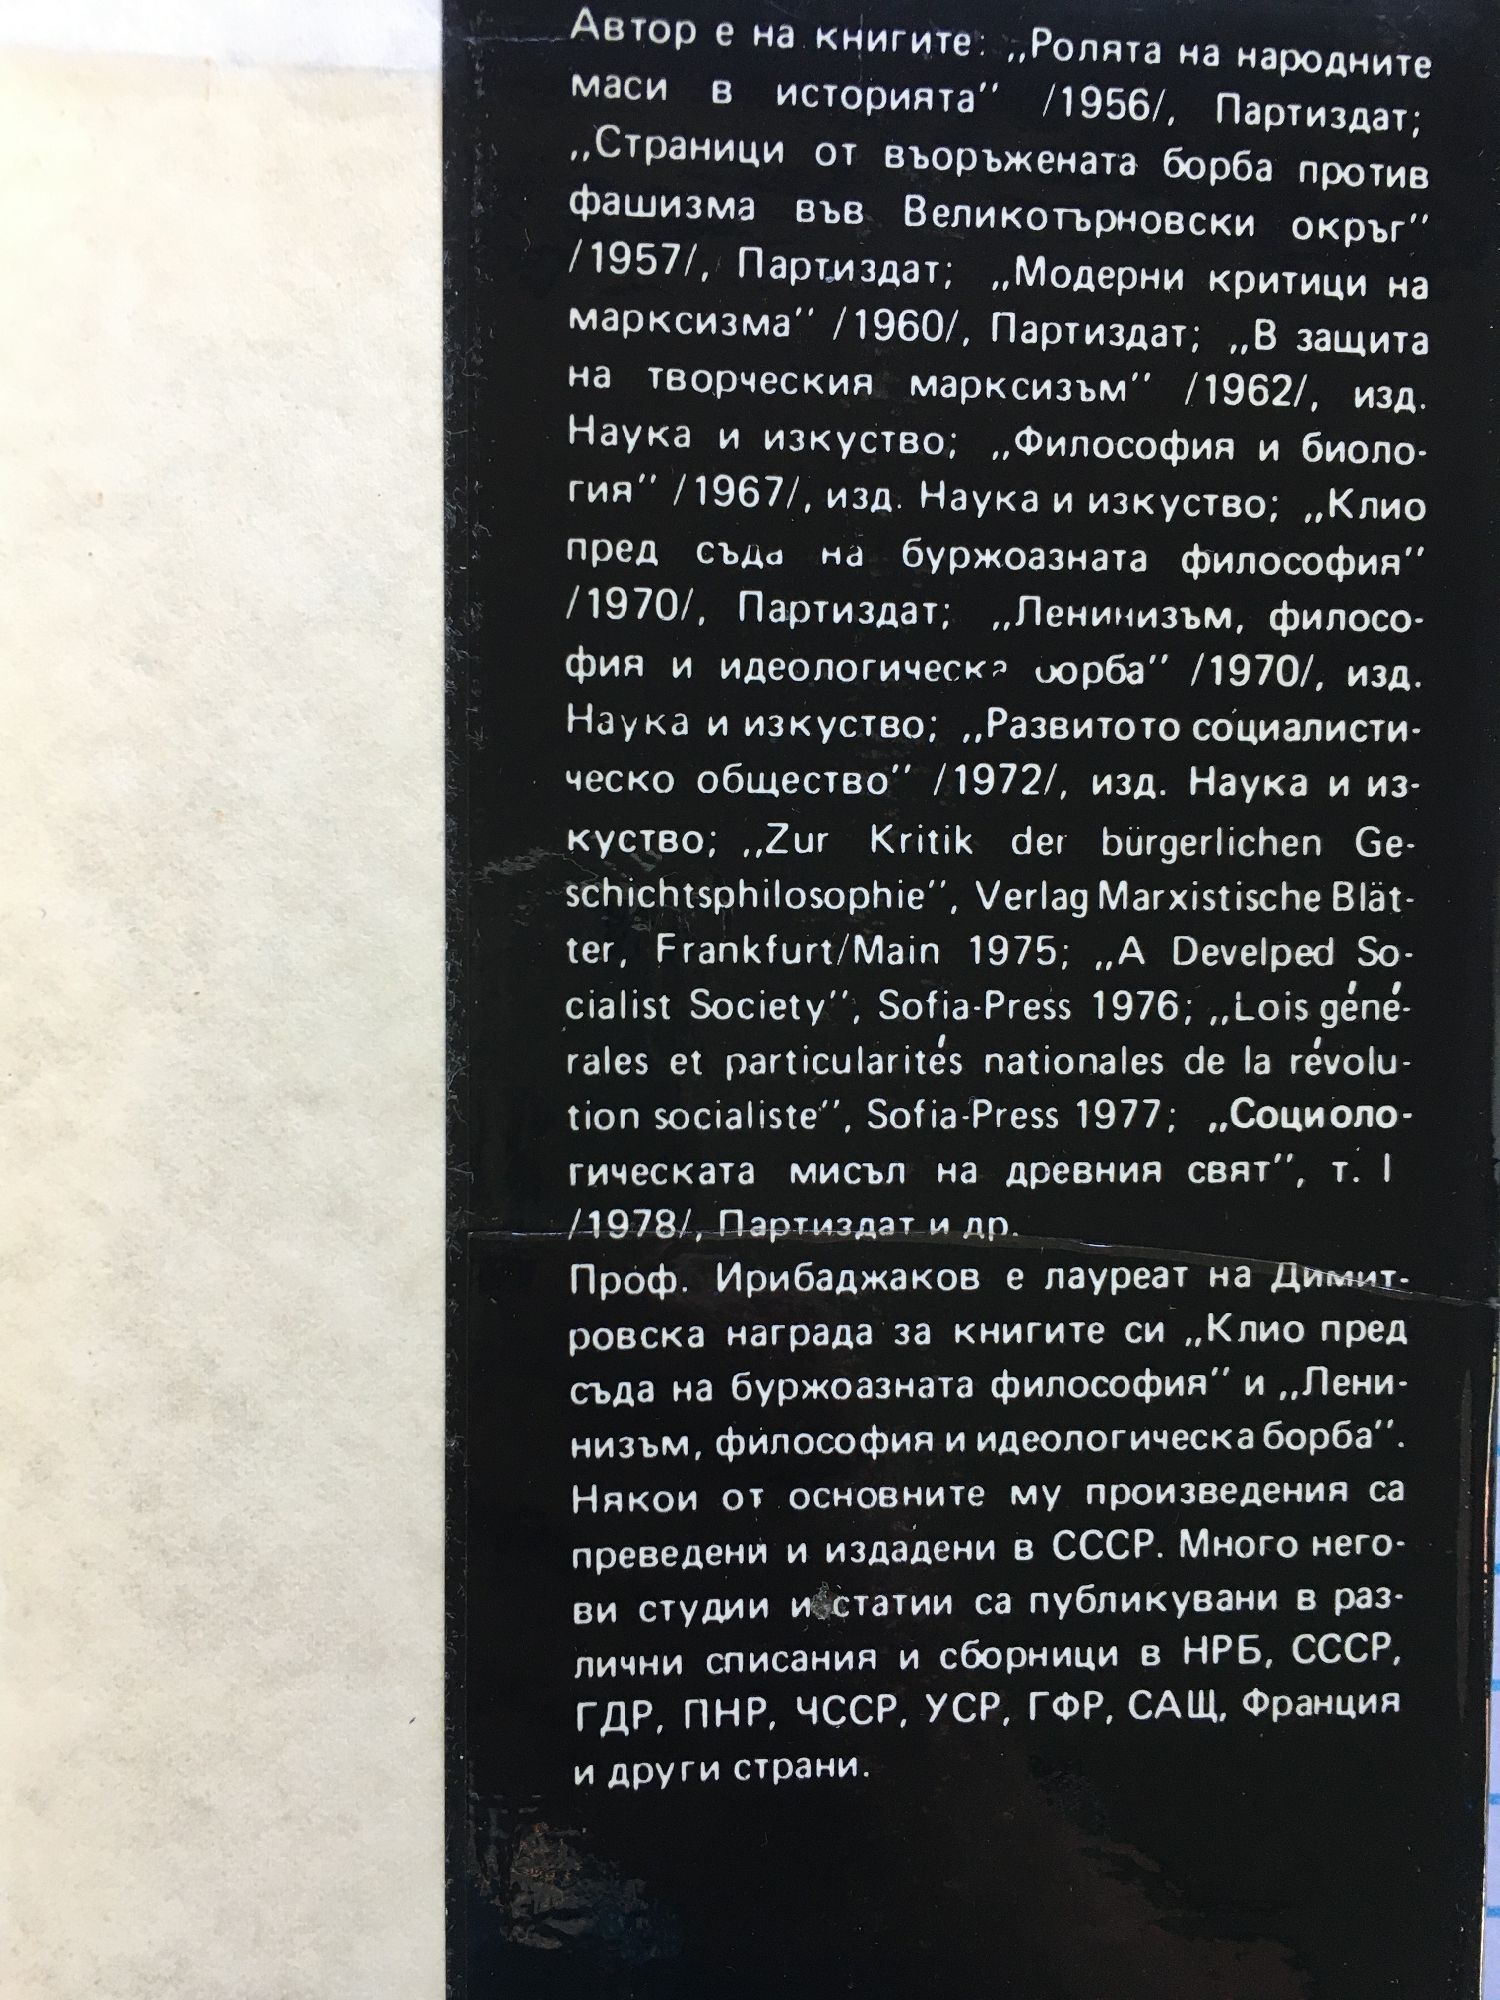 Автор е на книгите: „Ролята на народните
маси в историята" /1956/, Партиздат;
„Страници от въоръжената борба против
фашизма във Великотърновски окръг"
/1957/, Партиздат; „Модерни критици на
марксизма" /1960/, Партиздат; „В защита
на творческия марксизъм" /1962/, изд.
Наука и изкуство; „Философия и биоло-
гия" /1967/, изд. Наука и изкуство; „Клио
пред съда на буржоазната философия"
/1970/, Партиздат; „Ленинизъм, филосо-
фия и идеологическа борба" /1970/, изд.
Наука и изкуство; „Развитото социалисти-
ческо общество" /1972/, изд. Наука и из-
куство; „Zur Kritik der bürgerlichen Ge-
schichtsphilosophie", Verlag Marxistische Blät-
ter, Frankfurt/Main 1975; „A Develped So-
cialist Society", Sofia-Press 1976; „Lois géné-
rales et particularités nationales de la révolu-
tion socialiste", Sofia-Press 1977; „Социоло-
гическата мисъл на древния свят", т. I
/1978/, Партиздат и др.
Проф. Ирибаджаков е лауреат на Димит-
ровска награда за книгите си „Клио пред
съда на буржоазната философия" и „Лени-
низъм, философия и идеологическа борба".
Някои от основните му произведения са
преведени и издадени в СССР. Много него-
ви студии и статии са публикувани в раз-
лични списания и сборници в НРБ, СССР,
ГДР, ПНР, ЧССР, УСР, ГФР, САЩ, Франция
и други страни.